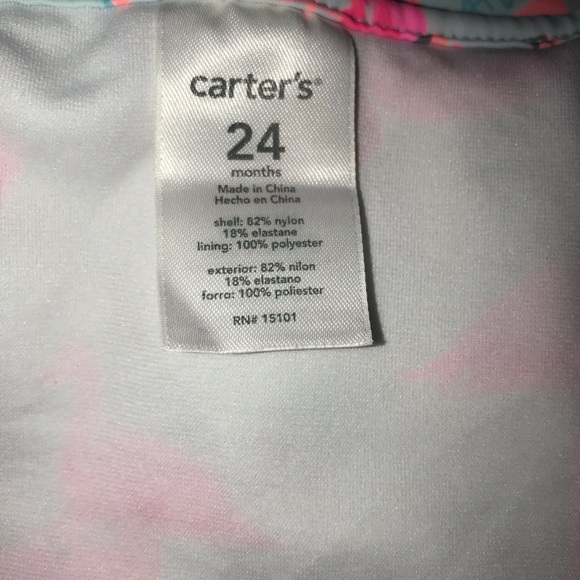 carter's
24
months
Made in China
Hecho en China
shell: 82% nylon
18% elastane
lining: 100% polyester
exterior: 82% nilon
18% elastano
forro: 100% poliester
RN# 15101